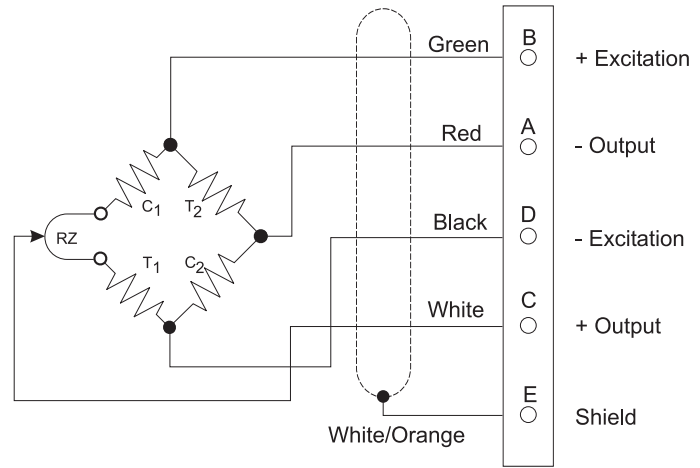 Green B + Excitation
Red A - Output
C1 T2
RZ
Black D - Excitation
T1 C2
White C + Output
E Shield
White/Orange